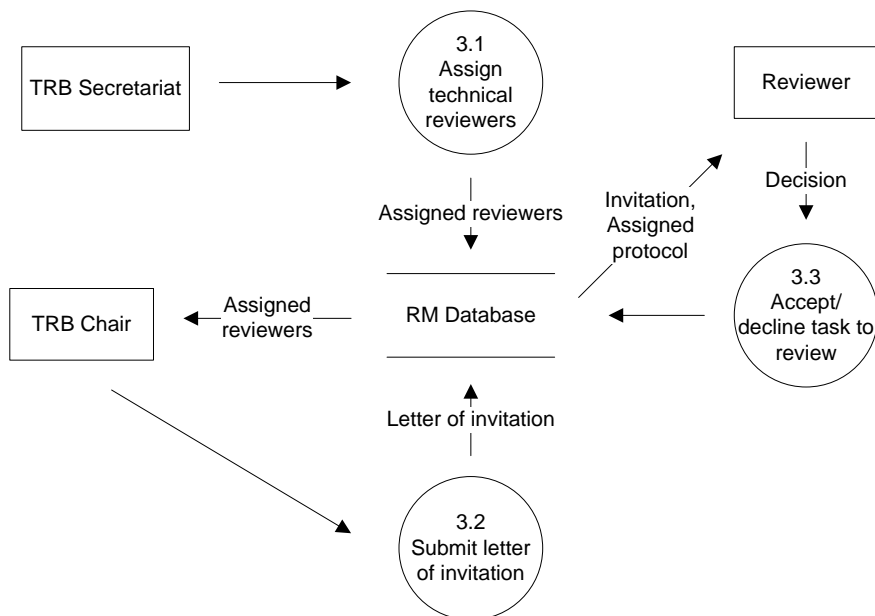 TRB Secretariat
3.1
Assign
technical
reviewers
Reviewer
Assigned reviewers
Invitation,
Assigned
protocol
Decision
TRB Chair
Assigned
reviewers
RM Database
3.3
Accept/
decline task to
review
Letter of invitation
3.2
Submit letter
of invitation